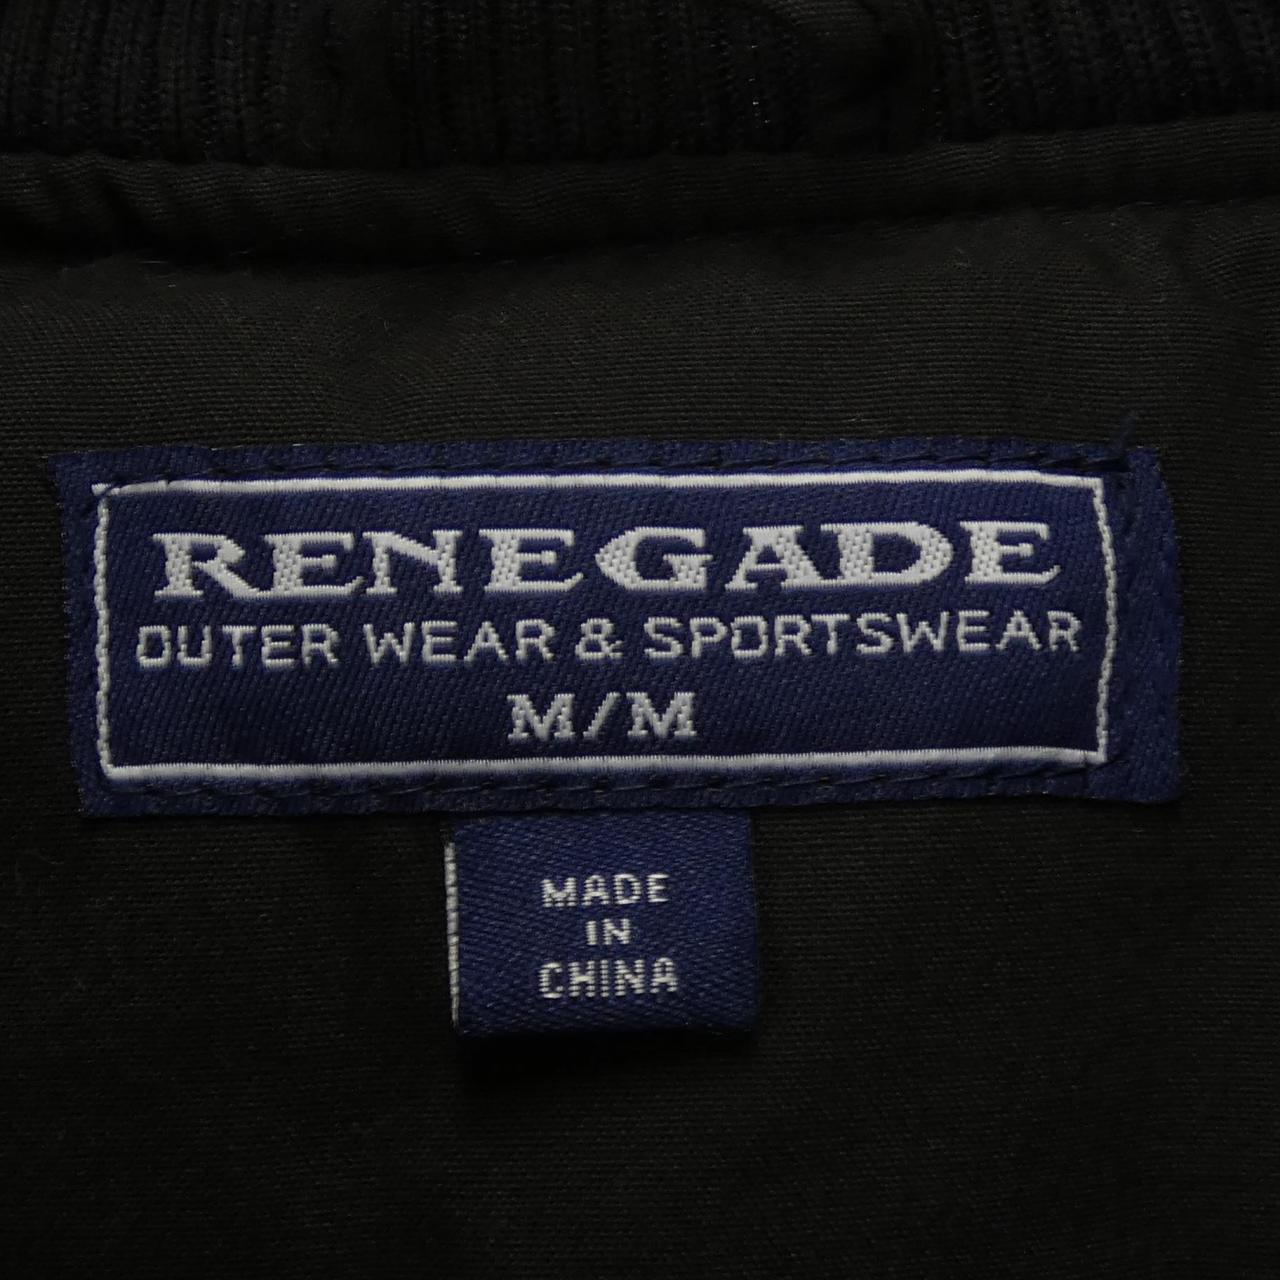 RENEGADE
OUTER WEAR & SPORTSWEAR
M/M
MADE
IN
CHINA